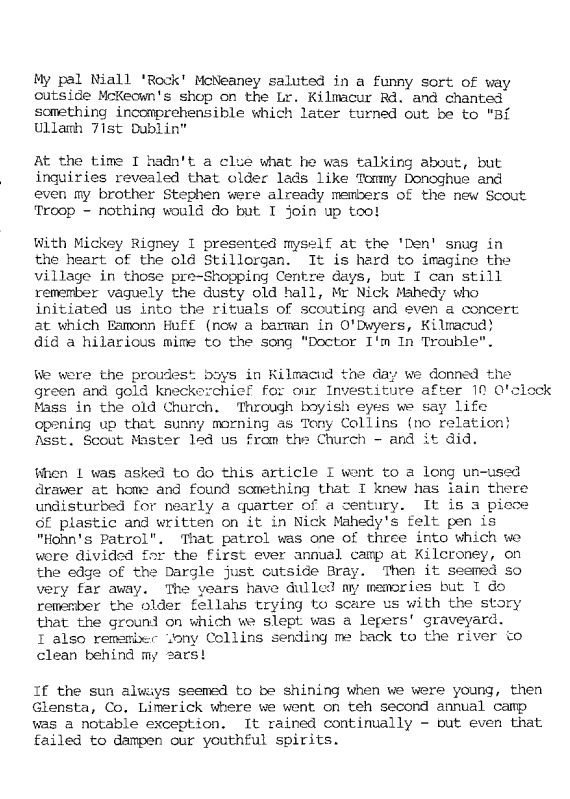 My pal Niall 'Rock' McNeaney saluted in a funny sort of way
outside McKeown's shop on the Lr. Kilmacur Rd. and chanted
something incomprehensible which later turned out be to "Bí
Ullamh 71st Dublin"
At the time I hadn't a clue what he was talking about, but
inquiries revealed that older lads like Tommy Donoghue and
even my brother Stephen were already members of the new Scout
Troop - nothing would do but I join up too!
With Mickey Rigney I presented myself at the 'Den' snug in
the heart of the old Stillorgan. It is hard to imagine the
village in those pre-Shopping Centre days, but I can still
remember vaguely the dusty old hall, Mr Nick Mahedy who
initiated us into the rituals of scouting and even a concert
at which Eamonn Huff (now a barman in O'Dwyers, Kilmacud)
did a hilarious mime to the song "Doctor I'm In Trouble".
We were the proudest boys in Kilmacud the day we donned the
green and gold kneckerchief for our Investiture after 10 O'clock
Mass in the old Church. Through boyish eyes we say life
opening up that sunny morning as Tony Collins (no relation)
Asst. Scout Master led us from the Church - and it did.
When I was asked to do this article I went to a long un-used
drawer at home and found something that I knew has iain there
undisturbed for nearly a quarter of a century. It is a piece
of plastic and written on it in Nick Mahedy's felt pen is
"Hohn's Patrol". That patrol was one of three into which we
were divided for the first ever annual camp at Kilcroney, on
the edge of the Dargle just outside Bray. Then it seemed so
very far away. The years have dulled my memories but I do
remember the older fellahs trying to scare us with the story
that the ground on which we slept was a lepers' graveyard.
I also remember Tony Collins sending me back to the river to
clean behind my ears!
If the sun always seemed to be shining when we were young, then
Glensta, Co. Limerick where we went on teh second annual camp
was a notable exception. It rained continually - but even that
failed to dampen our youthful spirits.